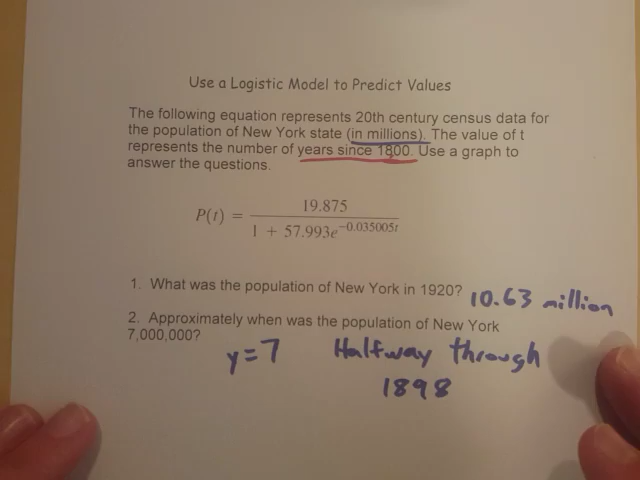 Use a Logistic Model to Predict Values
The following equation represents 20th century census data for
the population of New York state (in millions). The value of t
represents the number of years since 1800. Use a graph to
answer the questions.
P(t) = 19.875 / 1 + 57.993e^-0.035005t
1. What was the population of New York in 1920? 10.63 million
2. Approximately when was the population of New York
7,000,000?
y=7 Halfway through
1898